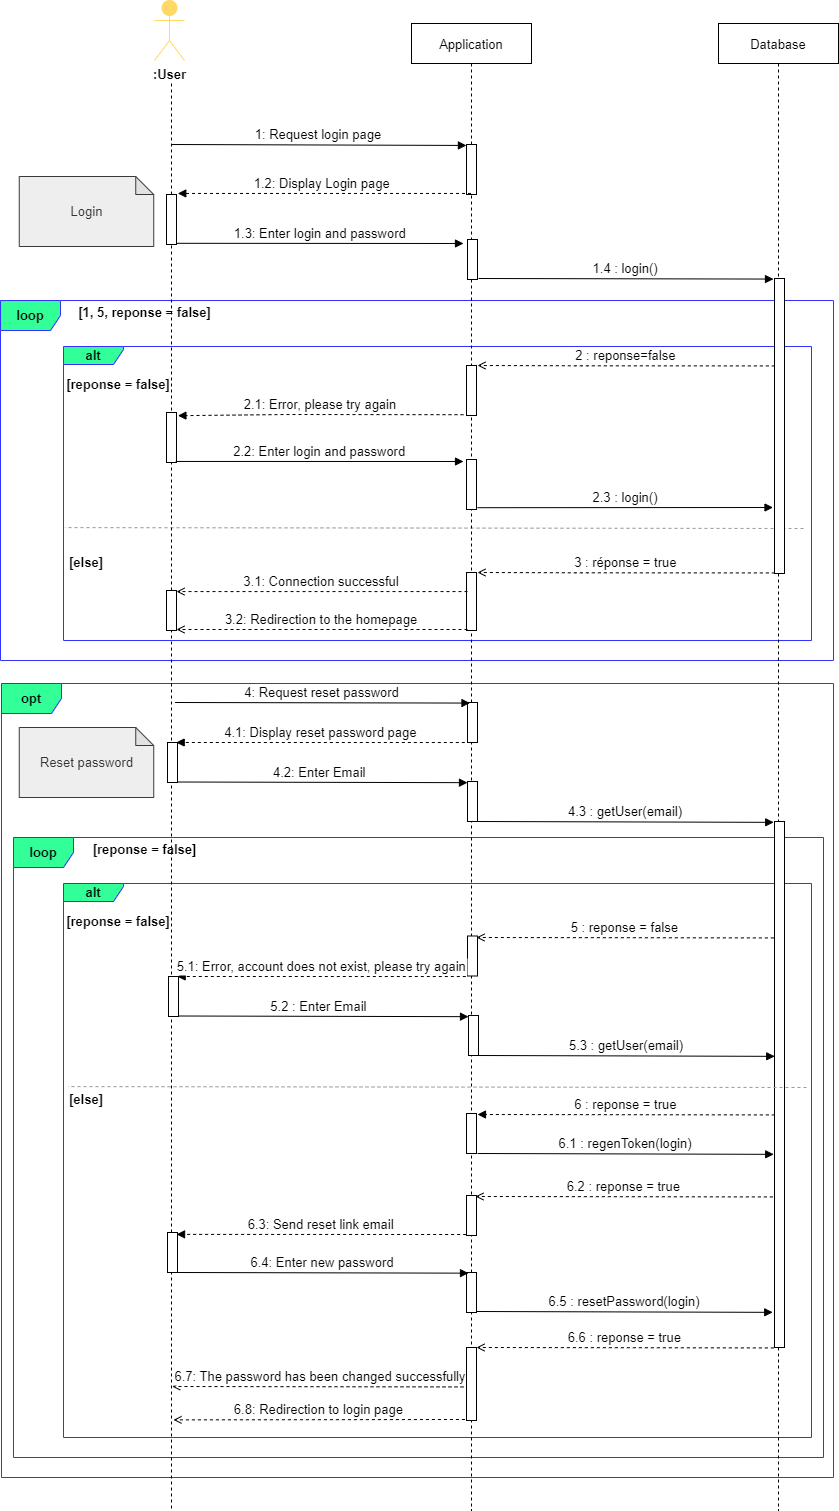 Application
Database
:User
1: Request login page
1.2: Display Login page
Login
1.3: Enter login and password
1.4 : login()
loop
[1, 5, reponse = false]
alt
2 : reponse=false
[reponse = false]
2.1: Error, please try again
2.2: Enter login and password
2.3 : login()
[else]
3 : réponse = true
3.1: Connection successful
3.2: Redirection to the homepage
opt
4: Request reset password
4.1: Display reset password page
Reset password
4.2: Enter Email
4.3 : getUser(email)
loop
[reponse = false]
alt
[reponse = false]
5 : reponse = false
5.1: Error, account does not exist, please try again
5.2 : Enter Email
5.3 : getUser(email)
[else]
6 : reponse = true
6.1 : regenToken(login)
6.2 : reponse = true
6.3: Send reset link email
6.4: Enter new password
6.5 : resetPassword(login)
6.6 : reponse = true
6.7: The password has been changed successfully
6.8: Redirection to login page